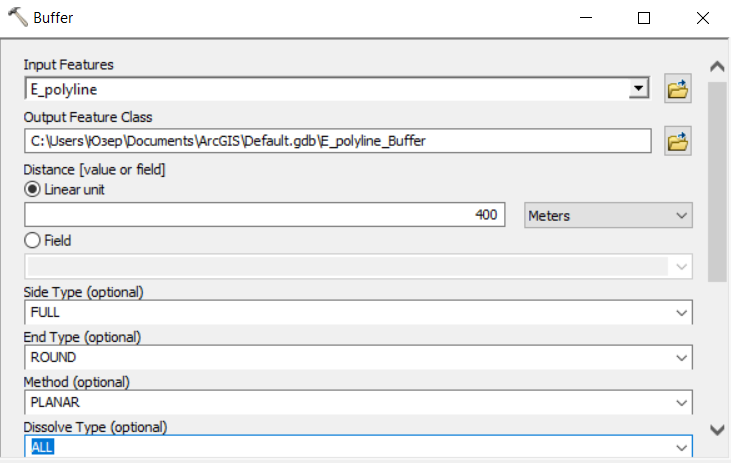 Buffer
Input Features
E_polyline
Output Feature Class
C:\Users\Юзер\Documents\ArcGIS\Default.gdb\E_polyline_Buffer
Distance [value or field]
Linear unit
400 Meters
Field
Side Type (optional)
FULL
End Type (optional)
ROUND
Method (optional)
PLANAR
Dissolve Type (optional)
ALL